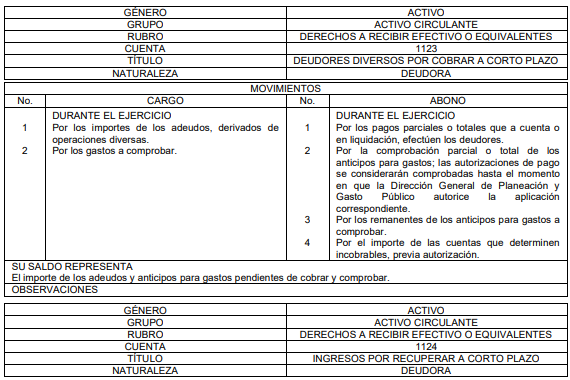 GÉNERO ACTIVO
GRUPO ACTIVO CIRCULANTE
RUBRO DERECHOS A RECIBIR EFECTIVO O EQUIVALENTES
CUENTA 1123
TÍTULO DEUDORES DIVERSOS POR COBRAR A CORTO PLAZO
NATURALEZA DEUDORA
MOVIMIENTOS
No. CARGO No. ABONO
DURANTE EL EJERCICIO
1 Por los importes de los adeudos, derivados de
operaciones diversas.
2 Por los gastos a comprobar.
DURANTE EL EJERCICIO
1 Por los pagos parciales o totales que a cuenta o
en liquidación, efectúen los deudores.
2 Por la comprobación parcial o total de los
anticipos para gastos; las autorizaciones de pago
se considerarán comprobadas hasta el momento
en que la Dirección General de Planeación y
Gasto Público autorice la aplicación
correspondiente.
3 Por los remanentes de los anticipos para gastos a
comprobar.
4 Por el importe de las cuentas que determinen
incobrables, previa autorización.
SU SALDO REPRESENTA
El importe de los adeudos y anticipos para gastos pendientes de cobrar y comprobar.
OBSERVACIONES
GÉNERO ACTIVO
GRUPO ACTIVO CIRCULANTE
RUBRO DERECHOS A RECIBIR EFECTIVO O EQUIVALENTES
CUENTA 1124
TÍTULO INGRESOS POR RECUPERAR A CORTO PLAZO
NATURALEZA DEUDORA